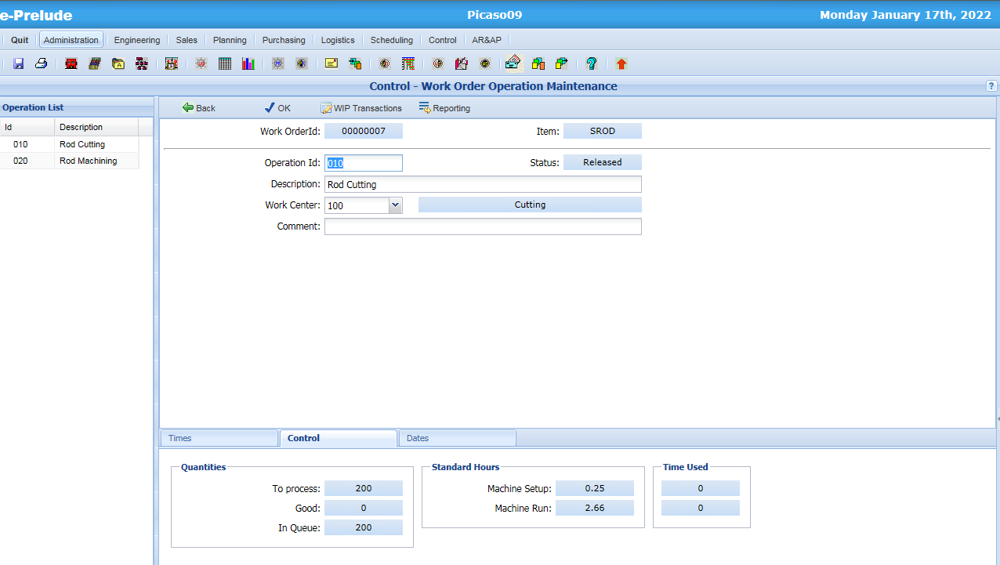 e-Prelude Picaso09 Monday January 17th, 2022
Quit Administration Engineering Sales Planning Purchasing Logistics Scheduling Control AR&AP
Control - Work Order Operation Maintenance ?
Operation List
Id Description
010 Rod Cutting
020 Rod Machining
Back OK WIP Transactions Reporting
Work OrderId: 00000007 Item: SROD
Operation Id: 010 Status: Released
Description: Rod Cutting
Work Center: 100 Cutting
Comment:
Times Control Dates
Quantities Standard Hours Time Used
To process: 200 Machine Setup: 0.25 0
Good: 0 Machine Run: 2.66 0
In Queue: 200